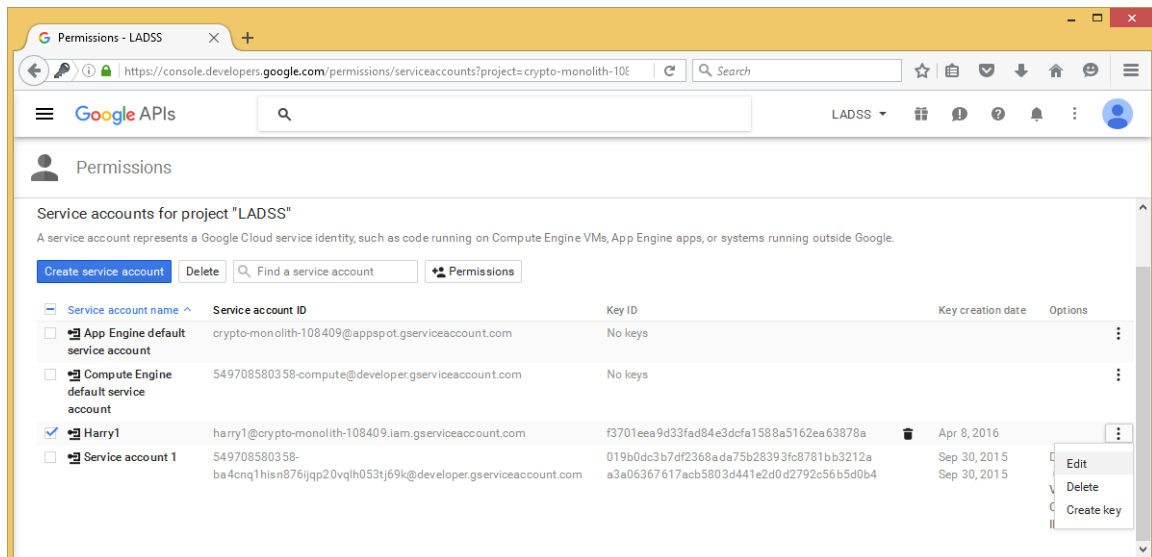 Permissions - LADSS
https://console.developers.google.com/permissions/serviceaccounts?project=crypto-monolith-108
Search
Google APIs
LADSS
Permissions
Service accounts for project "LADSS"
A service account represents a Google Cloud service identity, such as code running on Compute Engine VMs, App Engine apps, or systems running outside Google.
Create service account Delete Find a service account Permissions
Service account name Service account ID Key ID Key creation date Options
App Engine default crypto-monolith-108409@appspot.gserviceaccount.com No keys
service account
Compute Engine 549708580358-compute@developer.gserviceaccount.com No keys
default service
account
Harry1 harry1@crypto-monolith-108409.iam.gserviceaccount.com f3701eea9d33fad84e3dcfa1588a5162ea63878a Apr 8, 2016
Service account 1 549708580358- 019b0dc3b7df2368ada75b28393fc8781bb3212a Sep 30, 2015
ba4cnq1hisn876ijqp20vqlh053tj69k@developer.gserviceaccount.com a3a06367617acb5803d441e2d0d2792c56b5d0b4 Sep 30, 2015
Edit
Delete
Create key